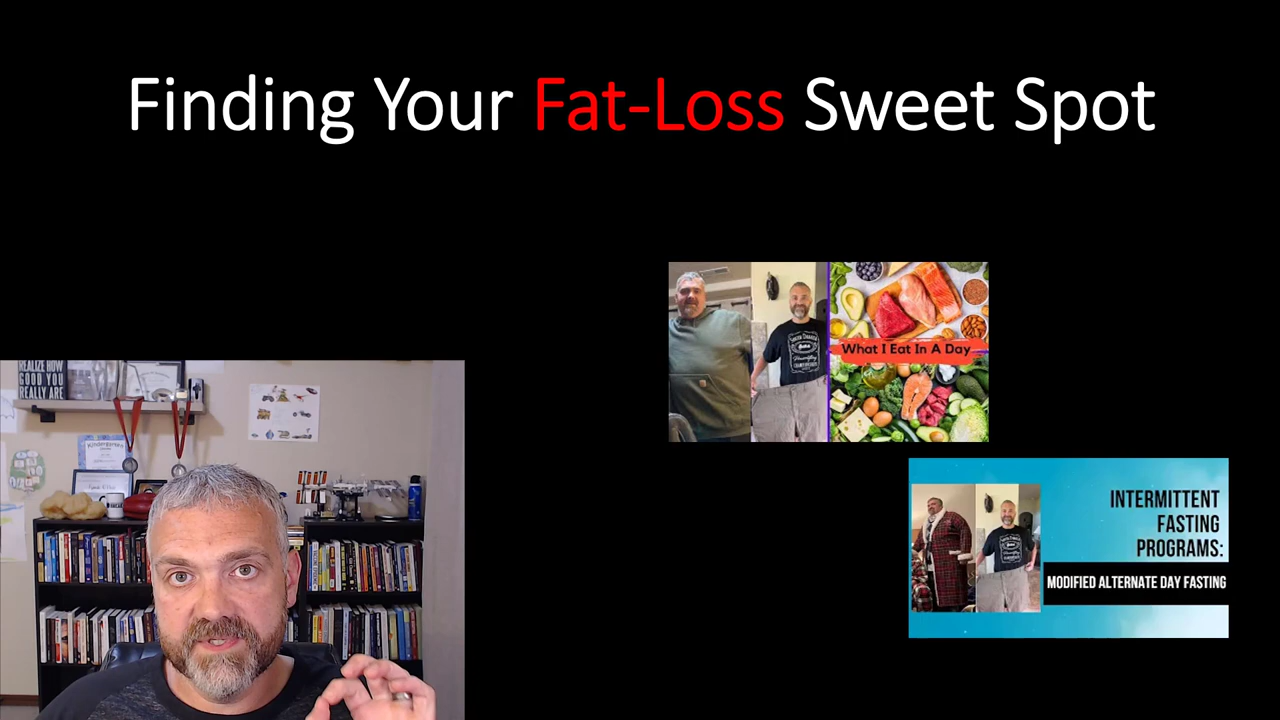 Finding Your Fat-Loss Sweet Spot
What I Eat In A Day
INTERMITTENT
FASTING
PROGRAMS:
MODIFIED ALTERNATE DAY FASTING
REALIZE HOW
GOOD YOU
REALLY ARE
Kindergarten